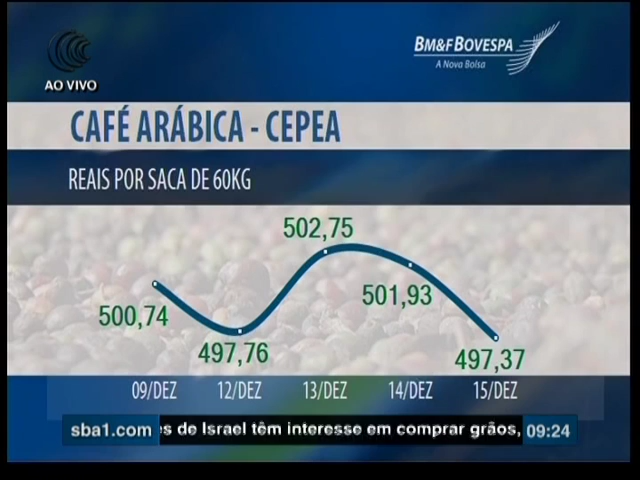 AO VIVO
BM&FBOVESPA
A Nova Bolsa
CAFÉ ARÁBICA - CEPEA
REAIS POR SACA DE 60KG
502,75
500,74
501,93
497,76
497,37
09/DEZ 12/DEZ 13/DEZ 14/DEZ 15/DEZ
sba1.com s de Israel têm interesse em comprar grãos, 09:24